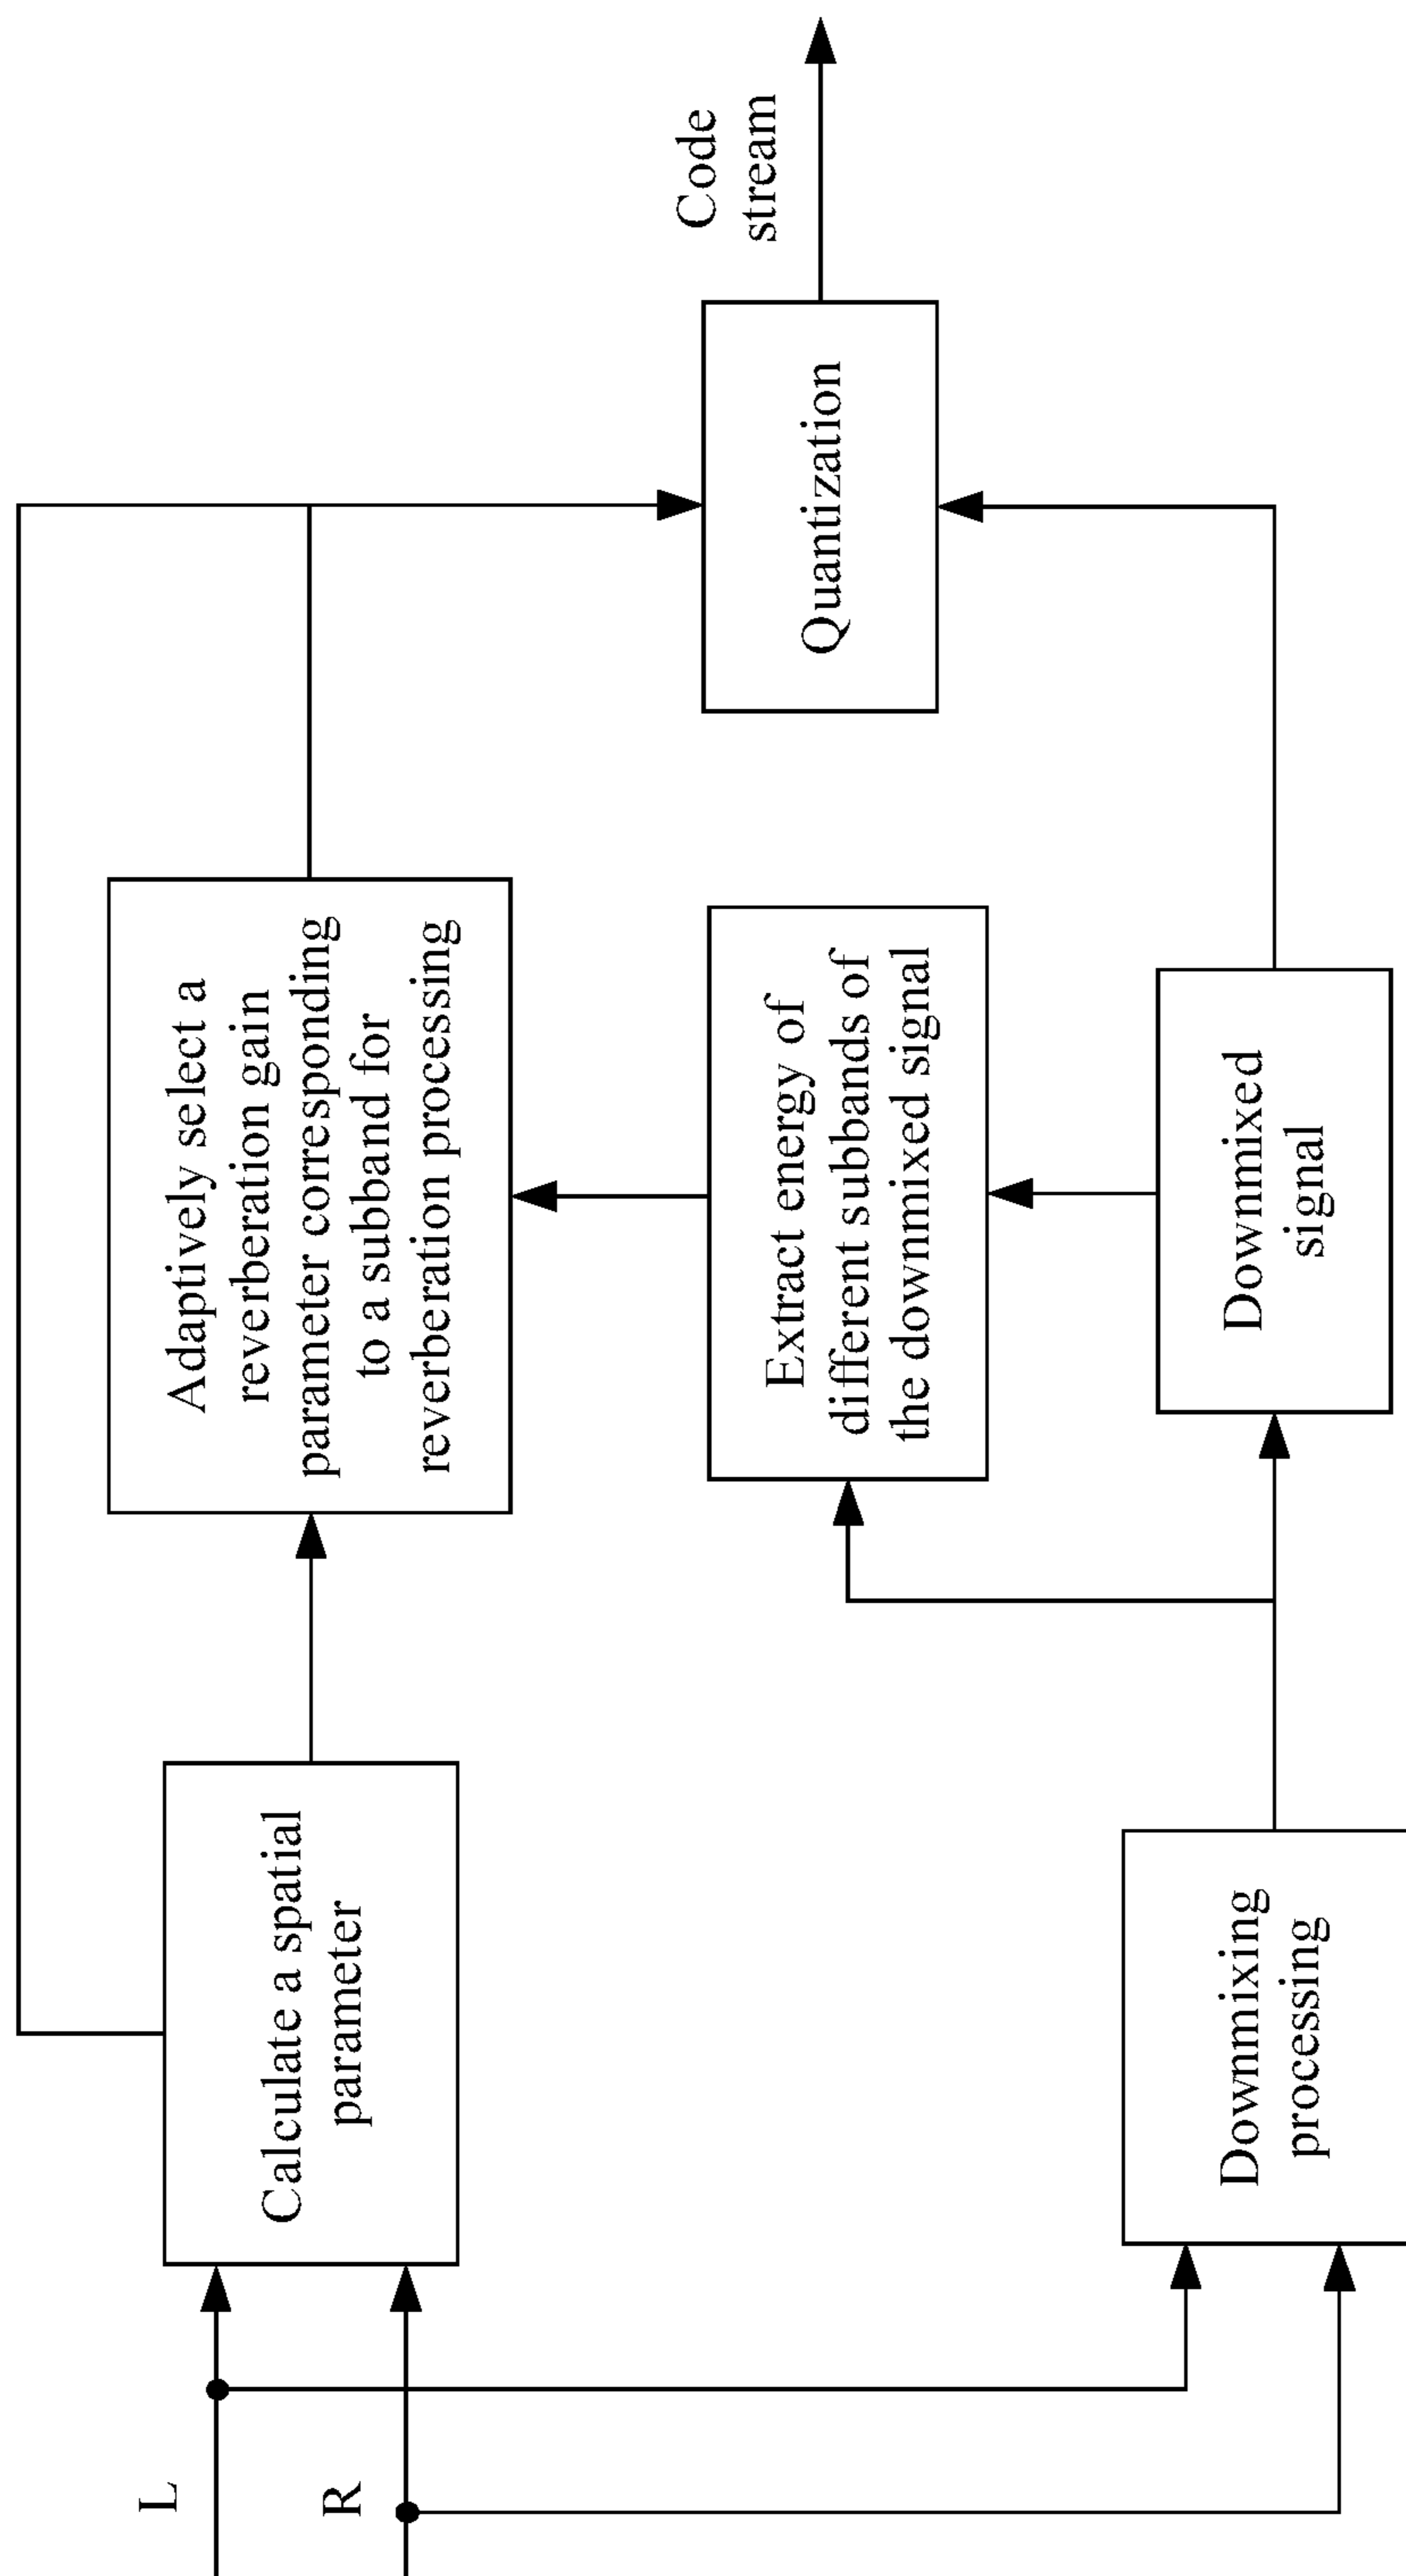 L
R
Calculate a spatial
parameter
Adaptively select a
reverberation gain
parameter corresponding
to a subband for
reverberation processing
Extract energy of
different subbands of
the downmixed signal
Downmixing
processing
Downmixed
signal
Quantization
Code
stream